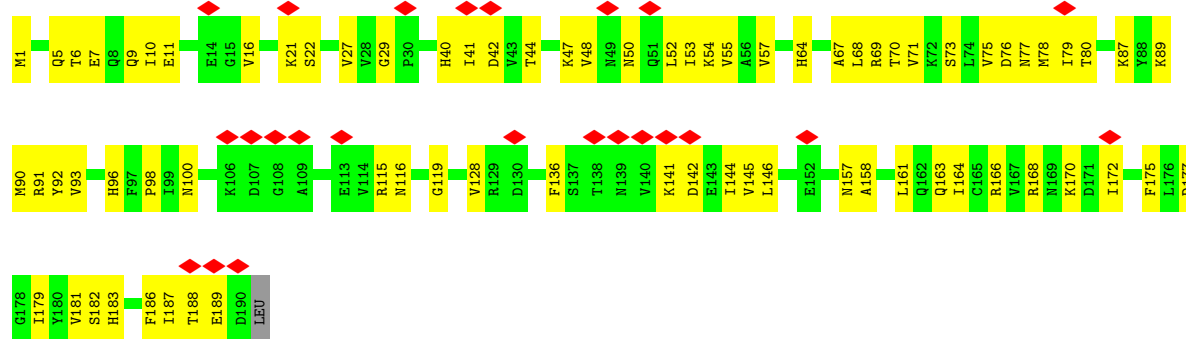 M1 Q5 T6 E7 Q8 Q9 I10 E11 E14 G15 V16 K21 S22 V27 V28 G29 P30 H40 I41 D42 V43 T44 K47 V48 N49 N50 Q51 L52 I53 K54 V55 A56 V57 H64 A67 L68 R69 T70 V71 K72 S73 L74 V75 D76 N77 M78 I79 T80 K87 Y88 K89
M90 R91 Y92 V93 H96 F97 P98 I99 N100 K106 D107 G108 A109 E113 V114 R115 N116 G119 V128 R129 D130 F136 S137 T138 N139 V140 K141 D142 E143 I144 V145 L146 E152 N157 A158 L161 Q162 Q163 I164 C165 R166 V167 R168 N169 K170 D171 I172 F175 L176
G178 I179 Y180 V181 S182 H183 F186 I187 T188 E189 D190 LEU